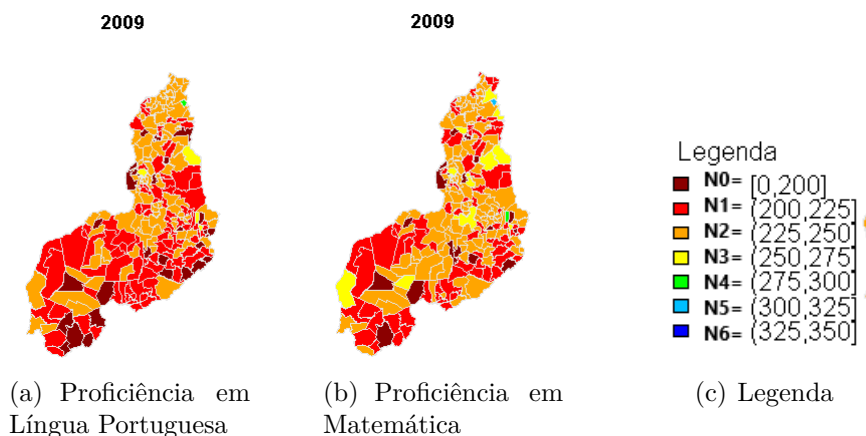 2009
2009
Legenda
N0= [0,200]
N1= (200,225]
N2= (225,250]
N3= (250,275]
N4= (275,300]
N5= (300,325]
N6= (325,350]
(a) Proficiência em
Língua Portuguesa
(b) Proficiência em
Matemática
(c) Legenda